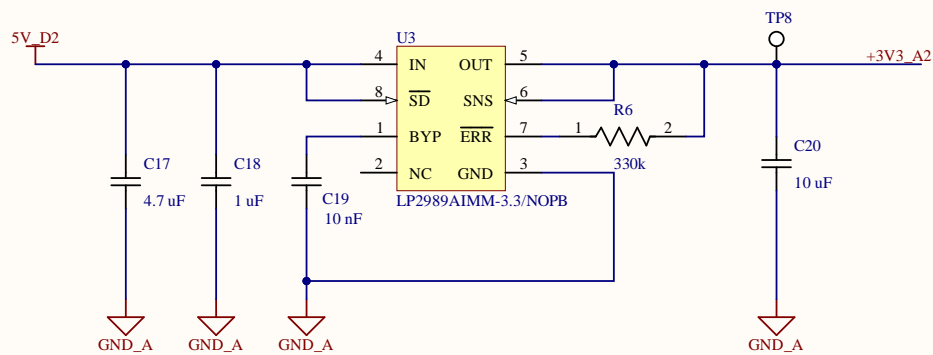 TP8
5V_D2
U3
+3V3_A2
4
IN
OUT
5
8
SD
SNS
6
R6
1
BYP
ERR
7
1
2
C17
C18
2
NC
GND
3
330k
C20
4.7 uF
1 uF
C19
LP2989AIMM-3.3/NOPB
10 uF
10 nF
GND_A
GND_A
GND_A
GND_A